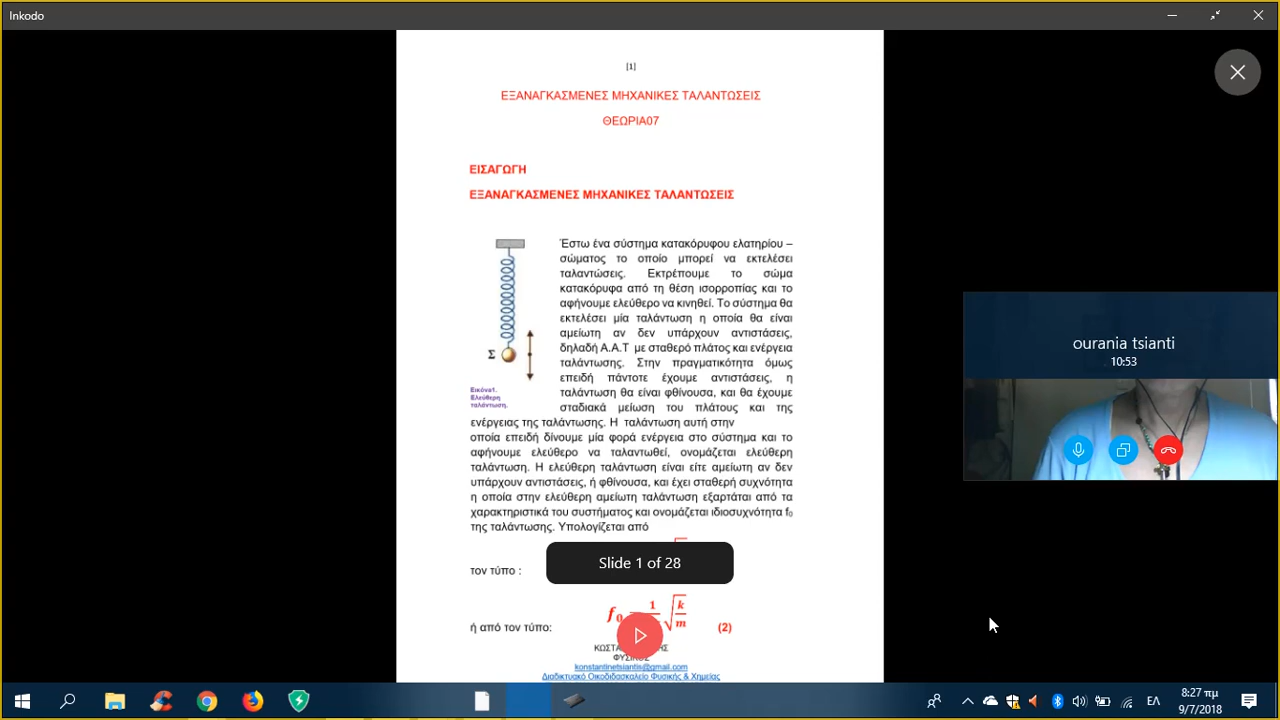 Inkodo
[1]
ΕΞΑΝΑΓΚΑΣΜΕΝΕΣ ΜΗΧΑΝΙΚΕΣ ΤΑΛΑΝΤΩΣΕΙΣ
ΘΕΩΡΙΑ07
ΕΙΣΑΓΩΓΗ
ΕΞΑΝΑΓΚΑΣΜΕΝΕΣ ΜΗΧΑΝΙΚΕΣ ΤΑΛΑΝΤΩΣΕΙΣ
Έστω ένα σύστημα κατακόρυφου ελατηρίου –
σώματος το οποίο μπορεί να εκτελέσει
ταλαντώσεις. Εκτρέπουμε το σώμα
κατακόρυφα από τη θέση ισορροπίας και το
αφήνουμε ελεύθερο να κινηθεί. Το σύστημα θα
εκτελέσει μία ταλάντωση η οποία θα είναι
αμείωτη αν δεν υπάρχουν αντιστάσεις,
δηλαδή Α.Α.Τ με σταθερό πλάτος και ενέργεια
ταλάντωσης. Στην πραγματικότητα όμως
επειδή πάντοτε έχουμε αντιστάσεις, η
ταλάντωση θα είναι φθίνουσα, και θα έχουμε
σταδιακά μείωση του πλάτους και της
Σ
Εικόνα1.
Ελεύθερη
ταλάντωση.
ενέργειας της ταλάντωσης. Η ταλάντωση αυτή στην
οποία επειδή δίνουμε μία φορά ενέργεια στο σύστημα και το
αφήνουμε ελεύθερο να ταλαντωθεί, ονομάζεται ελεύθερη
ταλάντωση. Η ελεύθερη ταλάντωση είναι είτε αμείωτη αν δεν
υπάρχουν αντιστάσεις, ή φθίνουσα, και έχει σταθερή συχνότητα
η οποία στην ελεύθερη αμείωτη ταλάντωση εξαρτάται από τα
χαρακτηριστικά του συστήματος και ονομάζεται ιδιοσυχνότητα f₀
της ταλάντωσης. Υπολογίζεται από
τον τύπο :
Slide 1 of 28
ή από τον τύπο: f₀ 1 √k/m (2)
ΚΩΣΤΑ
konstantinetsiantis@gmail.com
Διαδικτυακό Οικοδιδασκαλείο Φυσικής & Χημείας
ourania tsianti
10:53
ΕΛ
8:27 πμ
9/7/2018